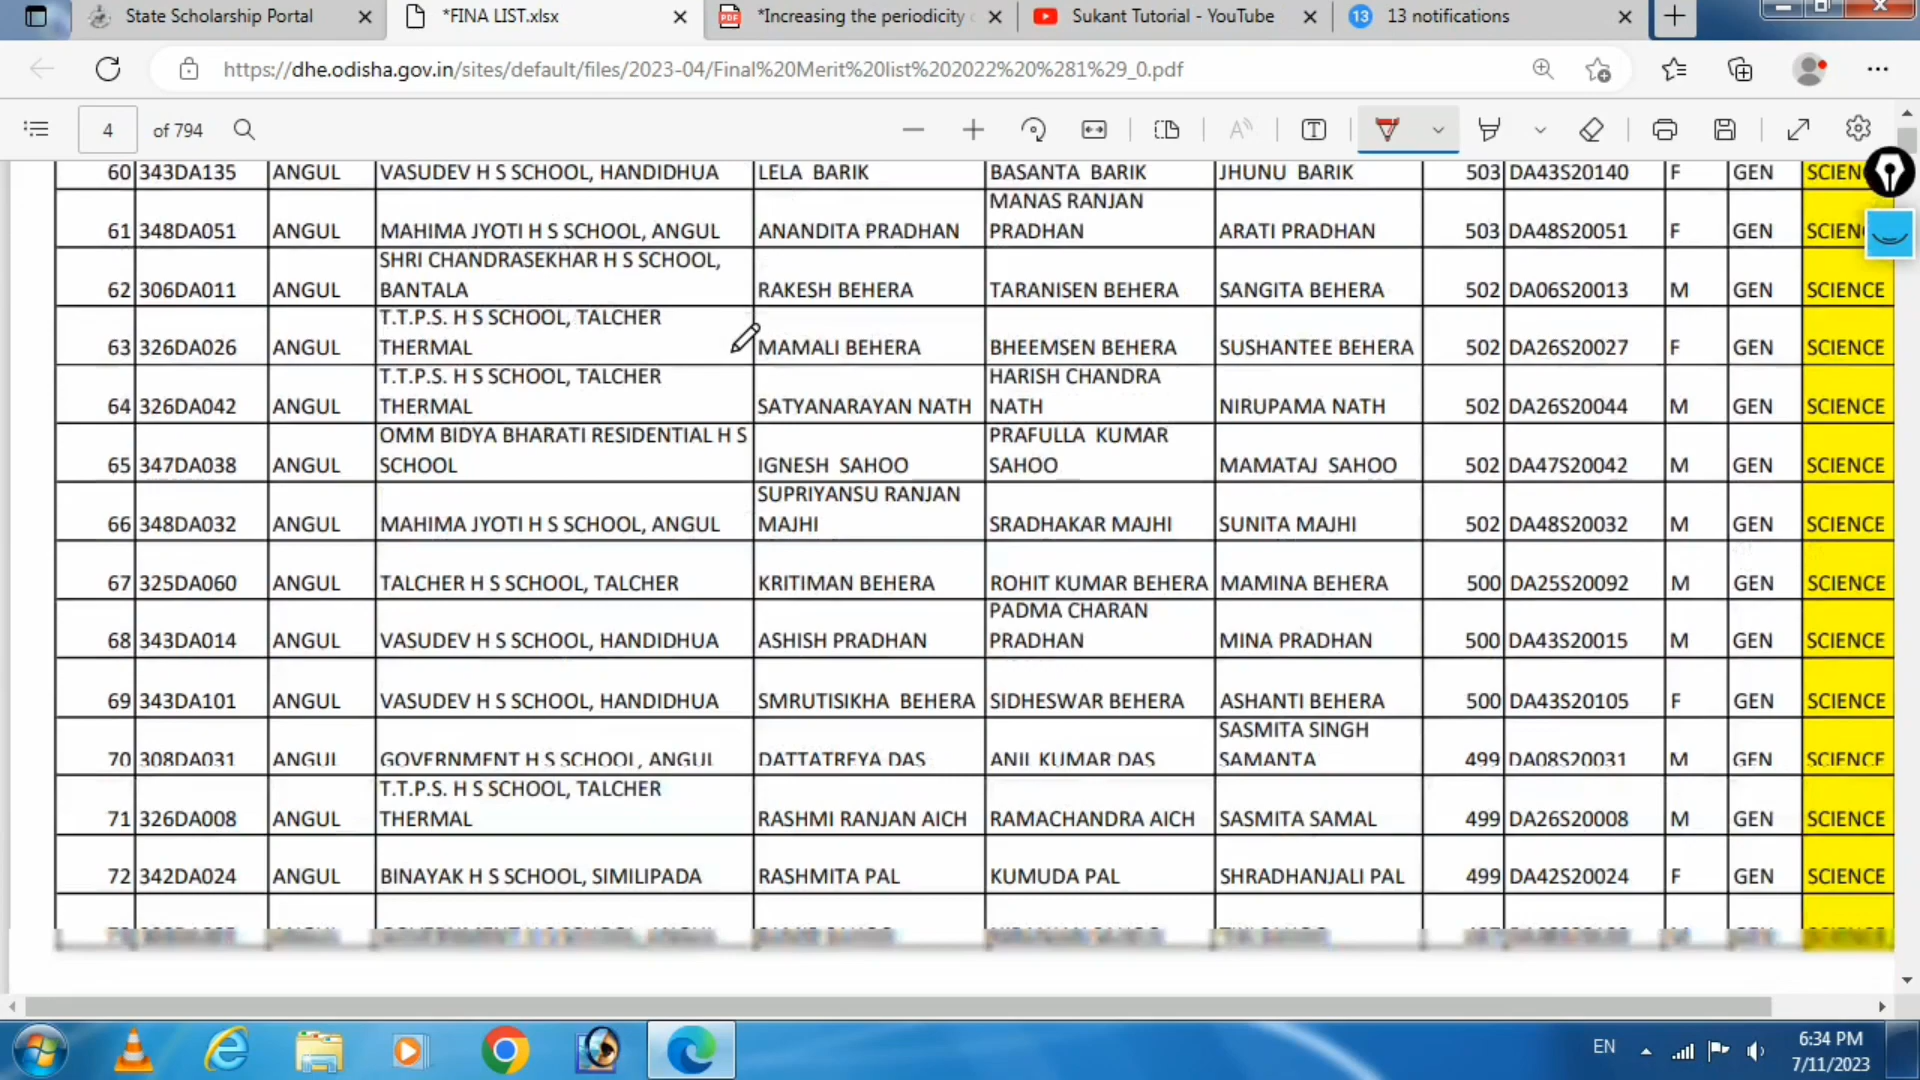 State Scholarship Portal
*FINA LIST.xlsx
PDF
*Increasing the periodicity
Sukant Tutorial - YouTube
13
13 notifications
https://dhe.odisha.gov.in/sites/default/files/2023-04/Final%20Merit%20list%202022%20%281%29_0.pdf
4 of 794
60 343DA135 ANGUL VASUDEV H S SCHOOL, HANDIDHUA LELA BARIK BASANTA BARIK JHUNU BARIK 503 DA43S20140 F GEN
MANAS RANJAN
61 348DA051 ANGUL MAHIMA JYOTI H S SCHOOL, ANGUL ANANDITA PRADHAN PRADHAN ARATI PRADHAN 503 DA48S20051 F GEN
SHRI CHANDRASEKHAR H S SCHOOL,
62 306DA011 ANGUL BANTALA RAKESH BEHERA TARANISEN BEHERA SANGITA BEHERA 502 DA06S20013 M GEN SCIENCE
T.T.P.S. H S SCHOOL, TALCHER
63 326DA026 ANGUL THERMAL MAMALI BEHERA BHEEMSEN BEHERA SUSHANTEE BEHERA 502 DA26S20027 F GEN SCIENCE
T.T.P.S. H S SCHOOL, TALCHER HARISH CHANDRA
64 326DA042 ANGUL THERMAL SATYANARAYAN NATH NATH NIRUPAMA NATH 502 DA26S20044 M GEN SCIENCE
OMM BIDYA BHARATI RESIDENTIAL H S PRAFULLA KUMAR
65 347DA038 ANGUL SCHOOL IGNESH SAHOO SAHOO MAMATAJ SAHOO 502 DA47S20042 M GEN SCIENCE
SUPRIYANSU RANJAN
66 348DA032 ANGUL MAHIMA JYOTI H S SCHOOL, ANGUL MAJHI SRADHAKAR MAJHI SUNITA MAJHI 502 DA48S20032 M GEN SCIENCE
67 325DA060 ANGUL TALCHER H S SCHOOL, TALCHER KRITIMAN BEHERA ROHIT KUMAR BEHERA MAMINA BEHERA 500 DA25S20092 M GEN SCIENCE
PADMA CHARAN
68 343DA014 ANGUL VASUDEV H S SCHOOL, HANDIDHUA ASHISH PRADHAN PRADHAN MINA PRADHAN 500 DA43S20015 M GEN SCIENCE
69 343DA101 ANGUL VASUDEV H S SCHOOL, HANDIDHUA SMRUTISIKHA BEHERA SIDHESWAR BEHERA ASHANTI BEHERA 500 DA43S20105 F GEN SCIENCE
SASMITA SINGH
70 308DA031 ANGUL GOVERNMENT H S SCHOOL, ANGUL DATTATREYA DAS ANIL KUMAR DAS SAMANTA 499 DA08S20031 M GEN SCIENCE
T.T.P.S. H S SCHOOL, TALCHER
71 326DA008 ANGUL THERMAL RASHMI RANJAN AICH RAMACHANDRA AICH SASMITA SAMAL 499 DA26S20008 M GEN SCIENCE
72 342DA024 ANGUL BINAYAK H S SCHOOL, SIMILIPADA RASHMITA PAL KUMUDA PAL SHRADHANJALI PAL 499 DA42S20024 F GEN SCIENCE
EN
6:34 PM
7/11/2023